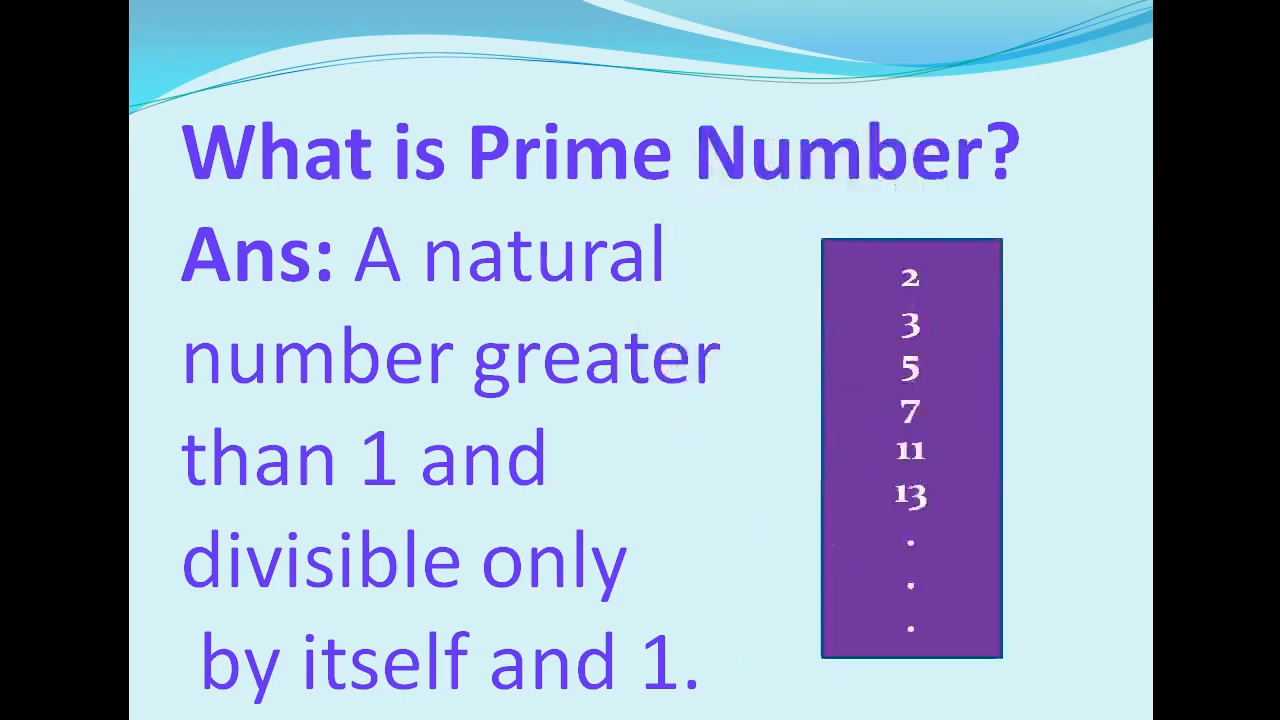 What is Prime Number?
Ans: A natural
number greater
than 1 and
divisible only
by itself and 1.
2
3
5
7
11
13
.
.
.